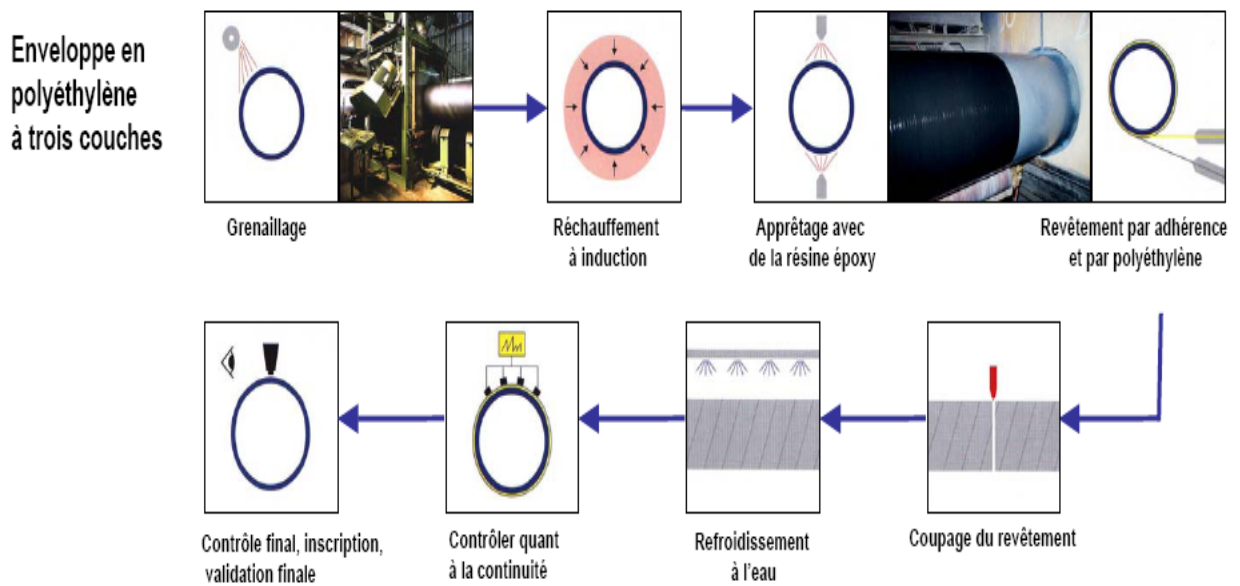 Enveloppe en
polyéthylène
à trois couches
Grenaillage
Réchauffement
à induction
Apprêtage avec
de la résine époxy
Revêtement par adhérence
et par polyéthylène
Contrôle final, inscription,
validation finale
Contrôler quant
à la continuité
Refroidissement
à l'eau
Coupage du revêtement